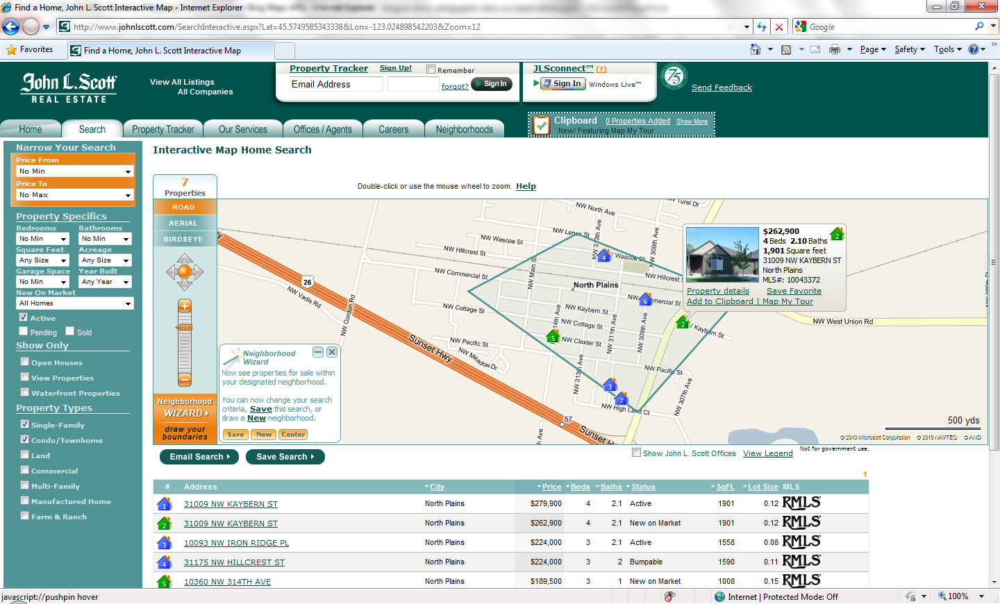 Find a Home, John L. Scott Interactive Map - Internet Explorer
http://www.johnlscott.com/SearchInteractive.aspx?Lat=45.5749585343338&Lon=-123.024898542203&Zoom=12
Google
Favorites
Find a Home, John L. Scott Interactive Map
Page
Safety
Tools
John L. Scott
REAL ESTATE
View All Listings
All Companies
Property Tracker
Sign Up!
Remember
Email Address
forgot?
Sign In
JLSconnect™ (?)
Sign In
Windows Live™
75
Send Feedback
Home
Search
Property Tracker
Our Services
Offices / Agents
Careers
Neighborhoods
Clipboard
0 Properties Added
Show More
New! Featuring Map My Tour
Narrow Your Search
Price From
No Min
Price To
No Max
Property Specifics
Bedrooms
Bathrooms
No Min
No Min
Square Feet
Acreage
Any Size
Any Size
Garage Space
Year Built
No Min
Any Year
New On Market
All Homes
Active
Pending
Sold
Show Only
Open Houses
View Properties
Waterfront Properties
Property Types
Single-Family
Condo/Townhome
Land
Commercial
Multi-Family
Manufactured Home
Farm & Ranch
Interactive Map Home Search
7
Properties
Double-click or use the mouse wheel to zoom. Help
ROAD
AERIAL
BIRDSEYE
Neighborhood
WIZARD
draw your
boundaries
Neighborhood
Wizard
Now see properties for sale within
your designated neighborhood.
You can now change your search
criteria, Save this search, or
draw a New neighborhood.
Save
New
Center
NW Turel Dr
NW North Ave
NW Lenox St
NW Wascoe St
NW Hillcrest St
NW Commercial St
NW Main St
NW 313th Ave
NW 309th Ave
Wascoe St
NW Hillcrest
North Plains
mmercial St
26
NW Vadis Rd
NW Gordon Rd
NW Cottage St
NW Kaybern St
NW Cottage St
NW Claxter St
NW Pacific St
NW Meadow Dr
Sunset Hwy
314th Ave
NW 311th Ave
NW 309th Ave
NW 313th Ave
NW Pacific St
NW 307th Ave
NW High Land Ct
Kaybern St
NW West Union Rd
57
Sunset H
4
6
2
5
3
7
$262,900
2
4 Beds 2.10 Baths
1,901 Square feet
31009 NW KAYBERN ST
North Plains
MLS#: 10043372
Property details
Save Favorite
Add to Clipboard | Map My Tour
500 yds
© 2010 Microsoft Corporation © 2010 NAVTEQ © AND
Not for government use.
Email Search
Save Search
Show John L. Scott Offices
View Legend
1
# Address City Price Beds Baths Status SqFt. Lot Size MLS
1 31009 NW KAYBERN ST North Plains $279,900 4 2.1 Active 1901 0.12 RMLS
2 31009 NW KAYBERN ST North Plains $262,900 4 2.1 New on Market 1901 0.12 RMLS
3 10093 NW IRON RIDGE PL North Plains $224,000 3 2.1 Active 1558 0.08 RMLS
4 31175 NW HILLCREST ST North Plains $224,000 3 2 Bumpable 1590 0.11 RMLS
5 10360 NW 314TH AVE North Plains $189,500 3 1 New on Market 1008 0.15 RMLS
javascript://pushpin hover
Internet | Protected Mode: Off
100%